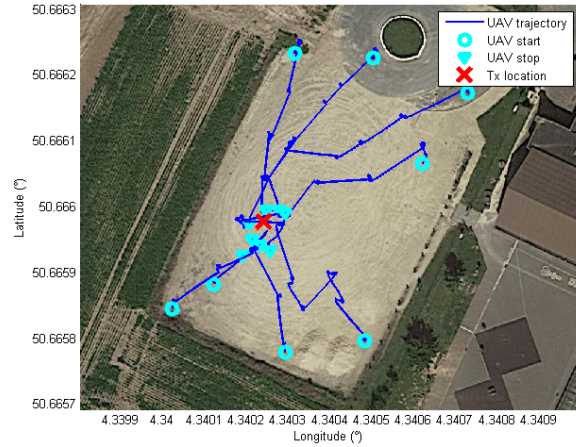 50.6663
50.6662
50.6661
50.666
50.6659
50.6658
50.6657
Latitude (°)
UAV trajectory
UAV start
UAV stop
Tx location
4.3399 4.34 4.3401 4.3402 4.3403 4.3404 4.3405 4.3406 4.3407 4.3408 4.3409
Longitude (°)